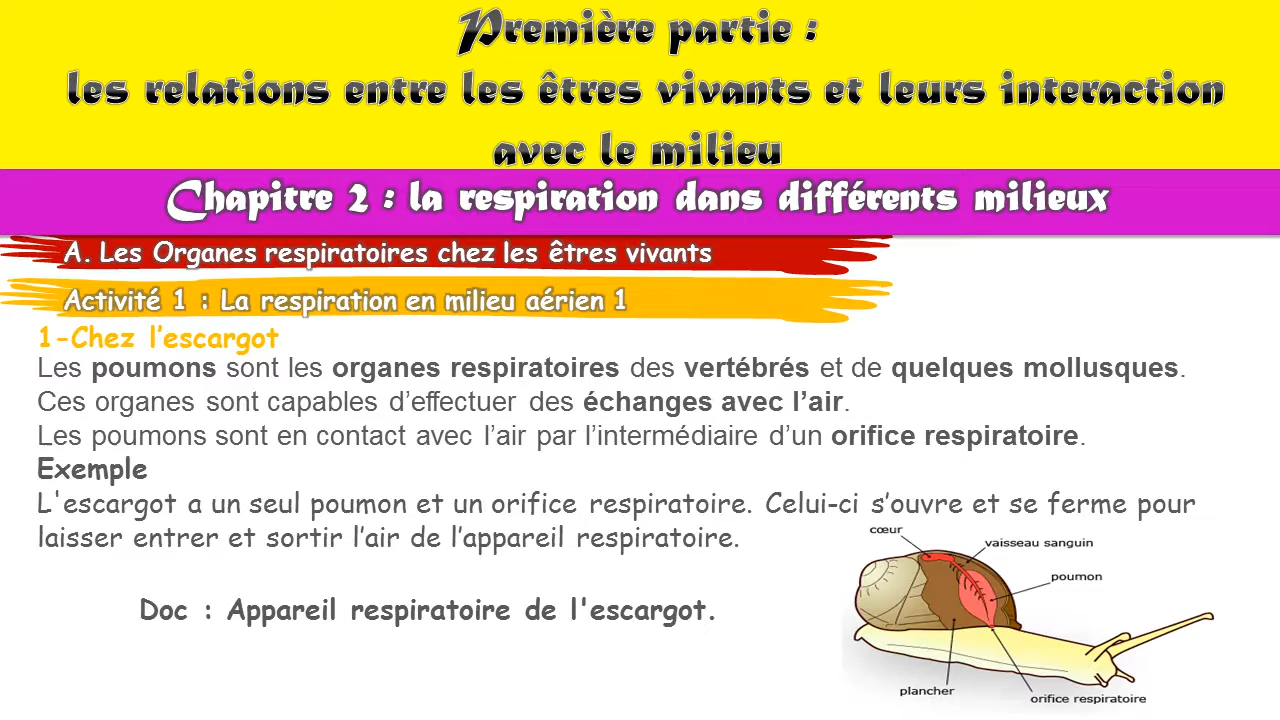 Première partie :
les relations entre les êtres vivants et leurs interaction
avec le milieu
Chapitre 2 : la respiration dans différents milieux
A. Les Organes respiratoires chez les êtres vivants
Activité 1 : La respiration en milieu aérien 1
1-Chez l’escargot
Les poumons sont les organes respiratoires des vertébrés et de quelques mollusques.
Ces organes sont capables d’effectuer des échanges avec l’air.
Les poumons sont en contact avec l’air par l’intermédiaire d’un orifice respiratoire.
Exemple
L'escargot a un seul poumon et un orifice respiratoire. Celui-ci s’ouvre et se ferme pour
laisser entrer et sortir l’air de l’appareil respiratoire.
cœur
vaisseau sanguin
poumon
Doc : Appareil respiratoire de l'escargot.
plancher
orifice respiratoire